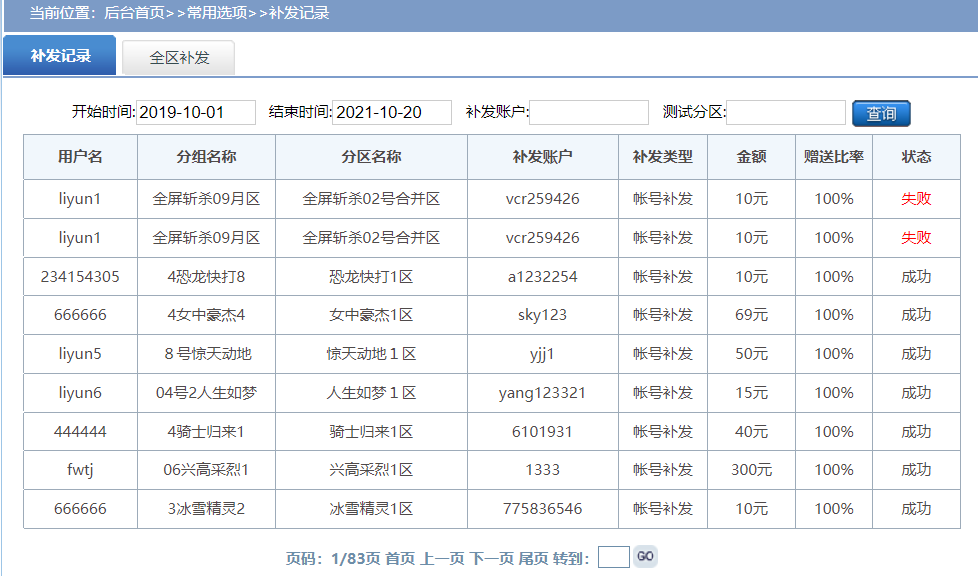 当前位置：后台首页>>常用选项>>补发记录
补发记录 全区补发
开始时间:2019-10-01 结束时间:2021-10-20 补发账户: 测试分区: 查询
用户名 分组名称 分区名称 补发账户 补发类型 金额 赠送比率 状态
liyun1 全屏斩杀09月区 全屏斩杀02号合并区 vcr259426 帐号补发 10元 100% 失败
liyun1 全屏斩杀09月区 全屏斩杀02号合并区 vcr259426 帐号补发 10元 100% 失败
234154305 4恐龙快打8 恐龙快打1区 a1232254 帐号补发 10元 100% 成功
666666 4女中豪杰4 女中豪杰1区 sky123 帐号补发 69元 100% 成功
liyun5 ８号惊天动地 惊天动地１区 yjj1 帐号补发 50元 100% 成功
liyun6 04号2人生如梦 人生如梦１区 yang123321 帐号补发 15元 100% 成功
444444 4骑士归来1 骑士归来1区 6101931 帐号补发 40元 100% 成功
fwtj 06兴高采烈1 兴高采烈1区 1333 帐号补发 300元 100% 成功
666666 3冰雪精灵2 冰雪精灵1区 775836546 帐号补发 10元 100% 成功
页码：1/83页 首页 上一页 下一页 尾页 转到： GO